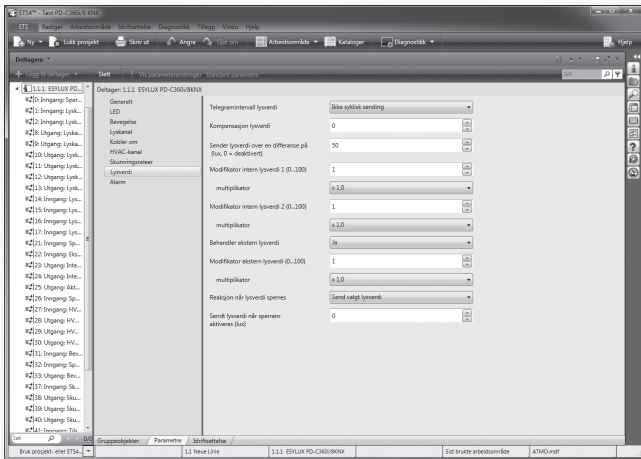 ETS4™ - Test PD-C360i/8 KNX
ETS Rediger Arbeidsområde Idriftsettelse Diagnostikk Tillegg Vindu Hjelp
Ny Lukk prosjekt Skriv ut Angre Gjør om Arbeidsområde Kataloger Diagnostikk Hjelp
Deltagere
Legg til deltager Slett Vis parameterendringer Standard parametre Søk
1.1.1 ESYLUX PD...
0: Inngang: Sper...
1: Inngang: Lysk...
2: Inngang: Lysk...
8: Utgang: Lyska...
9: Utgang: Lyska...
10: Utgang: Lysk...
11: Utgang: Lysk...
12: Utgang: Lysk...
13: Utgang: Lysk...
14: Inngang: Lys...
15: Inngang: Lys...
16: Inngang: Lys...
17: Inngang: Lys...
21: Inngang: Sp...
22: Inngang: Eks...
23: Utgang: Inte...
24: Utgang: Inte...
25: Utgang: Akt...
26: Inngang: Sp...
27: Inngang: HV...
28: Utgang: HV...
29: Utgang: HV...
30: Utgang: HV...
31: Inngang: Bev...
32: Inngang: Sp...
33: Utgang: Bev...
37: Inngang: Sk...
38: Utgang: Sku...
39: Utgang: Sku...
40: Utgang: Sku...
41: Inngang: Tils...
Søk 0/0
Deltager: 1.1.1 ESYLUX PD-C360i/8KNX
Generelt
LED
Bevegelse
Lyskanal
Kobler om kanal
HVAC-kanal
Skumringsreleer
Lysverdi
Alarm
Telegramintervall lysverdi Ikke syklisk sending
Kompensasjon lysverdi 0
Sender lysverdi over en differanse på 50
(lux, 0 = deaktivert)
Modifikator intern lysverdi 1 (0...100) 1
multiplikator x 1,0
Modifikator intern lysverdi 2 (0...100) 1
multiplikator x 1,0
Behandler ekstern lysverdi Ja
Modifikator ekstern lysverdi (0...100) 1
multiplikator x 1,0
Reaksjon når lysverdi sperres Send valgt lysverdi
Sendt lysverdi når sperrenr 0
aktiveres (lux)
Gruppeobjekter Parametre Idriftsettelse
Bruk prosjekt- eller ETS4... 1.1 Neue Linie 1.1.1 ESYLUX PD-C360i/8KNX Sist brukte arbeidsområde ATMO.mdf